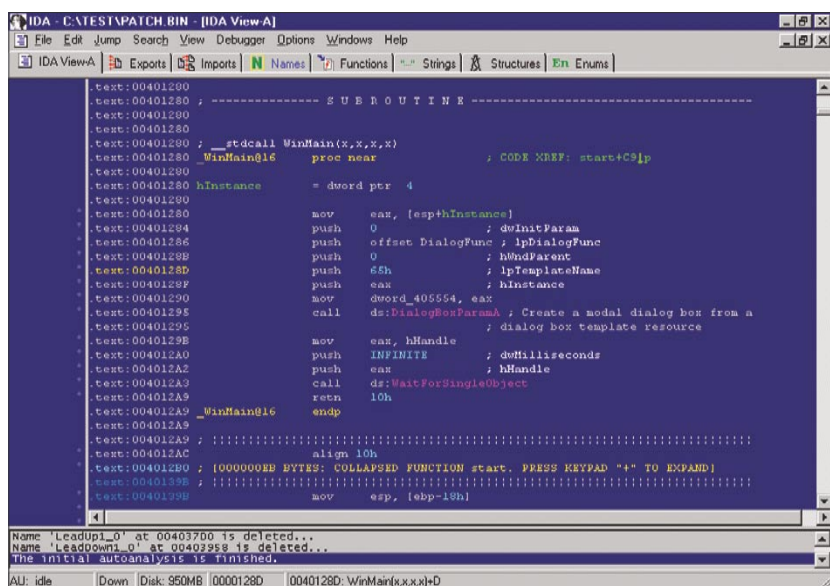 IDA - C:\TEST\PATCH.BIN - [IDA View-A]
File Edit Jump Search View Debugger Options Windows Help
IDA View-A Exports Imports N Names Functions "..." Strings Structures En Enums
.text:00401280
.text:00401280 ; --------------- S U B R O U T I N E ---------------------------------------
.text:00401280
.text:00401280
.text:00401280 ; __stdcall WinMain(x,x,x,x)
.text:00401280 _WinMain@16 proc near ; CODE XREF: start+C9↓p
.text:00401280
.text:00401280 hInstance = dword ptr 4
.text:00401280
.text:00401280 mov eax, [esp+hInstance]
.text:00401284 push 0 ; dwInitParam
.text:00401286 push offset DialogFunc ; lpDialogFunc
.text:0040128B push 0 ; hWndParent
.text:0040128D push 65h ; lpTemplateName
.text:0040128F push eax ; hInstance
.text:00401290 mov dword_405554, eax
.text:00401295 call ds:DialogBoxParamA ; Create a modal dialog box from a
.text:00401295 ; dialog box template resource
.text:0040129B mov eax, hHandle
.text:004012A0 push INFINITE ; dwMilliseconds
.text:004012A2 push eax ; hHandle
.text:004012A3 call ds:WaitForSingleObject
.text:004012A9 retn 10h
.text:004012A9 _WinMain@16 endp
.text:004012A9
.text:004012A9 ; ¦¦¦¦¦¦¦¦¦¦¦¦¦¦¦¦¦¦¦¦¦¦¦¦¦¦¦¦¦¦¦¦¦¦¦¦¦¦¦¦¦¦¦¦¦¦¦¦¦¦¦¦¦¦¦¦¦¦¦¦¦¦¦¦¦¦¦¦¦¦¦¦¦¦¦
.text:004012AC align 10h
.text:004012B0 ; [000000EB BYTES: COLLAPSED FUNCTION start. PRESS KEYPAD "+" TO EXPAND]
.text:0040139B ; ¦¦¦¦¦¦¦¦¦¦¦¦¦¦¦¦¦¦¦¦¦¦¦¦¦¦¦¦¦¦¦¦¦¦¦¦¦¦¦¦¦¦¦¦¦¦¦¦¦¦¦¦¦¦¦¦¦¦¦¦¦¦¦¦¦¦¦¦¦¦¦¦¦¦¦
.text:0040139B mov esp, [ebp-18h]
Name 'LeadUp1_0' at 00403700 is deleted...
Name 'LeadDown1_0' at 00403958 is deleted...
The initial autoanalysis is finished.
AU: idle Down Disk: 950MB 0000128D 0040128D: WinMain(x,x,x,x)+D